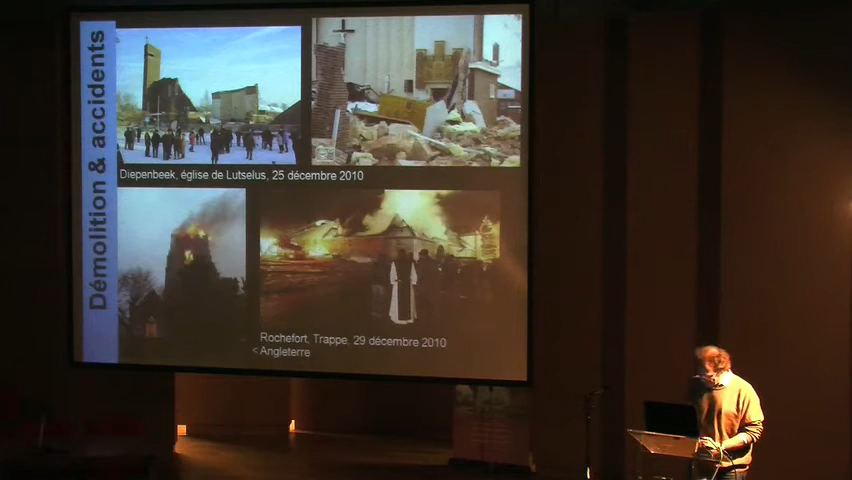 Démolition & accidents
Diepenbeek, église de Lutselus, 25 décembre 2010
Rochefort, Trappe, 29 décembre 2010
< Angleterre